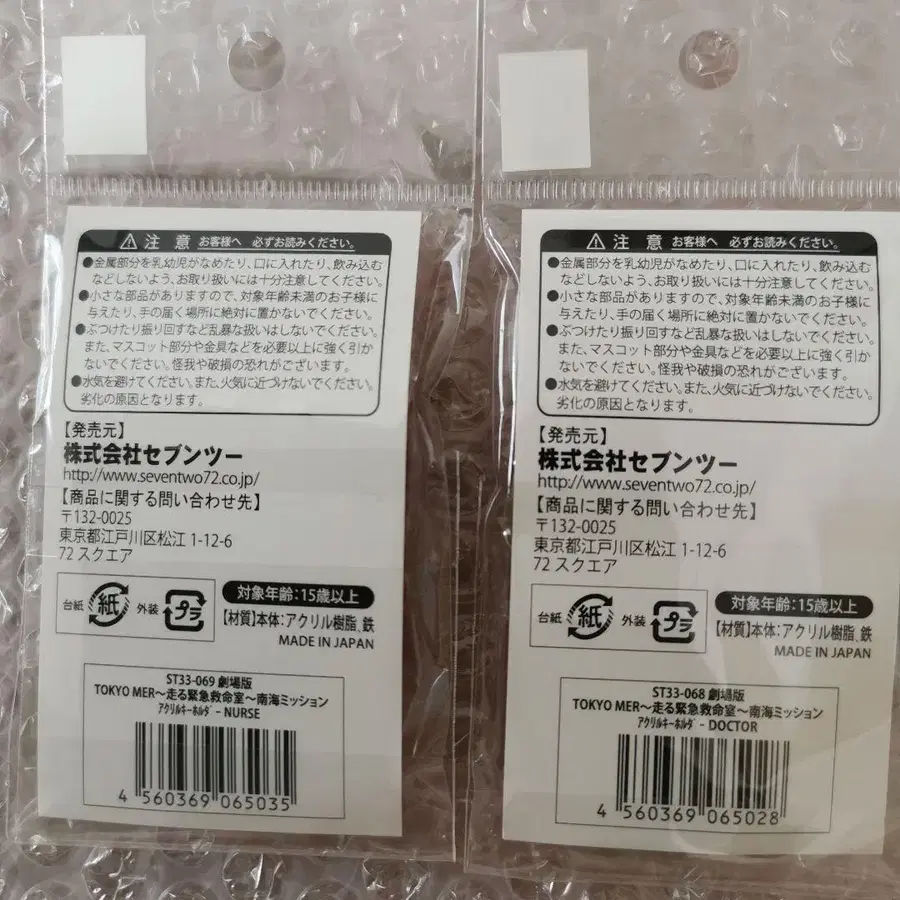 ⚠注意 お客様へ 必ずお読みください。
●金属部分を乳幼児がなめたり、口に入れたり、飲み込む
などしないよう、お取り扱いには十分注意してください。
●小さな部品がありますので、対象年齢未満のお子様に
与えたり、手の届く場所に絶対に置かないでください。
●ぶつけたり振り回すなど乱暴な扱いはしないでください。
また、マスコット部分や金具などを必要以上に強く引か
ないでください。怪我や破損の恐れがございます。
●水気を避けてください。また、火気に近づけないでください。
劣化の原因となります。
【発売元】
株式会社セブンツー
http://www.seventwo72.co.jp/
【商品に関する問い合わせ先】
〒132-0025
東京都江戸川区松江 1-12-6
72 スクエア
台紙 紙 外装 プラ
対象年齢:15歳以上
【材質】本体:アクリル樹脂、鉄
MADE IN JAPAN
ST33-069 劇場版
TOKYO MER～走る緊急救命室～南海ミッション
ｱｸﾘﾙｷｰﾎﾙﾀﾞｰ NURSE
4 560369 065035
⚠注意 お客様へ 必ずお読みください。
●金属部分を乳幼児がなめたり、口に入れたり、飲み込む
などしないよう、お取り扱いには十分注意してください。
●小さな部品がありますので、対象年齢未満のお子様に
与えたり、手の届く場所に絶対に置かないでください。
●ぶつけたり振り回すなど乱暴な扱いはしないでください。
また、マスコット部分や金具などを必要以上に強く引か
ないでください。怪我や破損の恐れがございます。
●水気を避けてください。また、火気に近づけないでください。
劣化の原因となります。
【発売元】
株式会社セブンツー
http://www.seventwo72.co.jp/
【商品に関する問い合わせ先】
〒132-0025
東京都江戸川区松江 1-12-6
72 スクエア
台紙 紙 外装 プラ
対象年齢:15歳以上
【材質】本体:アクリル樹脂、鉄
MADE IN JAPAN
ST33-068 劇場版
TOKYO MER～走る緊急救命室～南海ミッション
ｱｸﾘﾙｷｰﾎﾙﾀﾞｰ DOCTOR
4 560369 065028